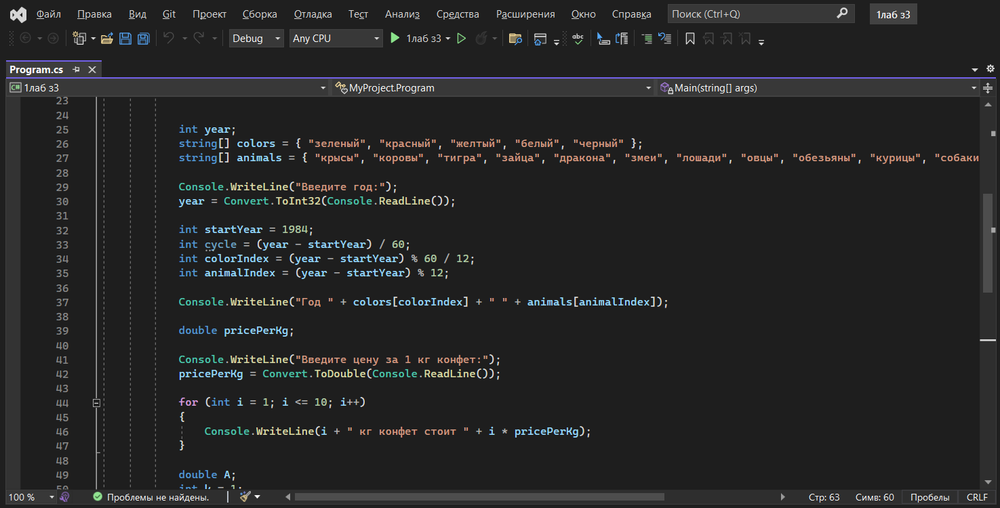 Файл Правка Вид Git Проект Сборка Отладка Тест Анализ Средства Расширения Окно Справка Поиск (Ctrl+Q) 1лаб з3
Debug Any CPU 1лаб з3 abc
Program.cs
C# 1лаб з3 MyProject.Program Main(string[] args)
23
24
25 int year;
26 string[] colors = { "зеленый", "красный", "желтый", "белый", "черный" };
27 string[] animals = { "крысы", "коровы", "тигра", "зайца", "дракона", "змеи", "лошади", "овцы", "обезьяны", "курицы", "собаки
28
29 Console.WriteLine("Введите год:");
30 year = Convert.ToInt32(Console.ReadLine());
31
32 int startYear = 1984;
33 int cycle = (year - startYear) / 60;
34 int colorIndex = (year - startYear) % 60 / 12;
35 int animalIndex = (year - startYear) % 12;
36
37 Console.WriteLine("Год " + colors[colorIndex] + " " + animals[animalIndex]);
38
39 double pricePerKg;
40
41 Console.WriteLine("Введите цену за 1 кг конфет:");
42 pricePerKg = Convert.ToDouble(Console.ReadLine());
43
44 for (int i = 1; i <= 10; i++)
45 {
46 Console.WriteLine(i + " кг конфет стоит " + i * pricePerKg);
47 }
48
49 double A;
50 int k = 1;
100 % Проблемы не найдены. Стр: 63 Симв: 60 Пробелы CRLF